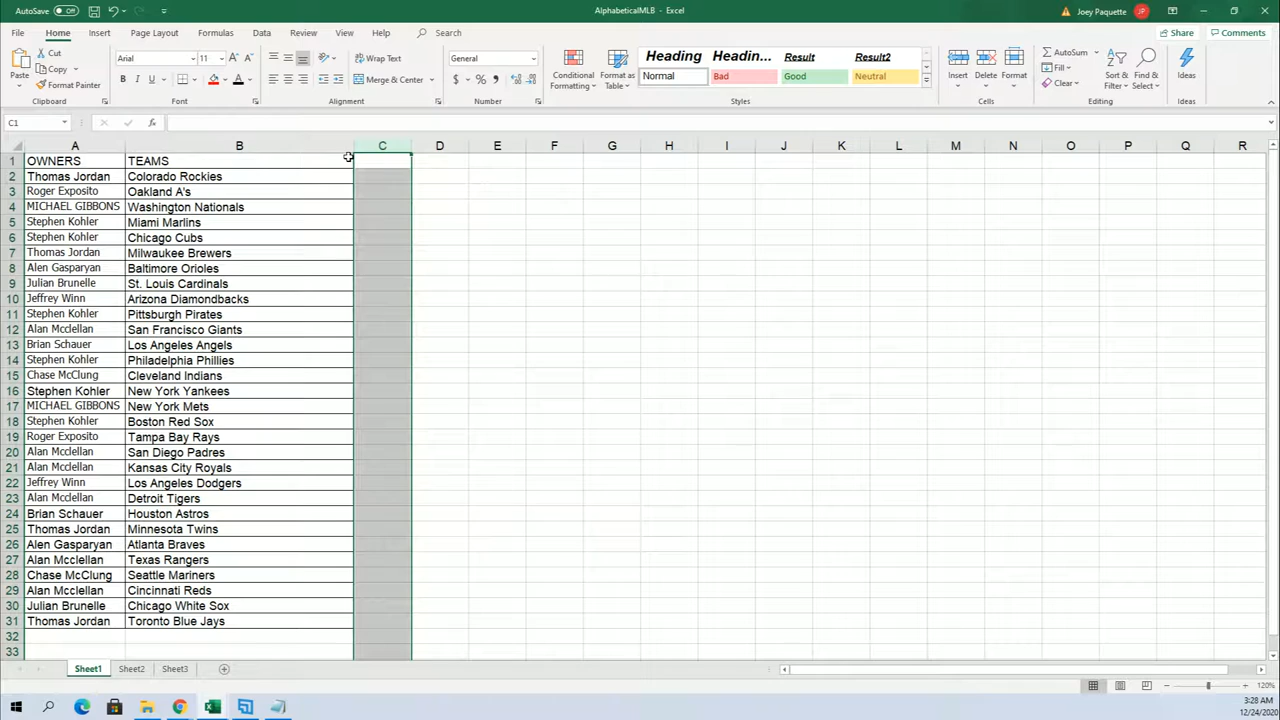 AutoSave Off AlphabeticalMLB - Excel Joey Paquette JP
File Home Insert Page Layout Formulas Data Review View Help Search Share Comments
Paste Cut Copy Format Painter Clipboard
Arial 11 A A B I U A Font
Wrap Text Merge & Center Alignment
General $ % Number
Conditional Formatting Format as Table Heading Headin... Result Result2 Normal Bad Good Neutral Styles
Insert Delete Format Cells
AutoSum Fill Clear Sort & Filter Find & Select Editing
Ideas Ideas
C1 fx
A B C D E F G H I J K L M N O P Q R
1 OWNERS TEAMS
2 Thomas Jordan Colorado Rockies
3 Roger Exposito Oakland A's
4 MICHAEL GIBBONS Washington Nationals
5 Stephen Kohler Miami Marlins
6 Stephen Kohler Chicago Cubs
7 Thomas Jordan Milwaukee Brewers
8 Alen Gasparyan Baltimore Orioles
9 Julian Brunelle St. Louis Cardinals
10 Jeffrey Winn Arizona Diamondbacks
11 Stephen Kohler Pittsburgh Pirates
12 Alan Mcclellan San Francisco Giants
13 Brian Schauer Los Angeles Angels
14 Stephen Kohler Philadelphia Phillies
15 Chase McClung Cleveland Indians
16 Stephen Kohler New York Yankees
17 MICHAEL GIBBONS New York Mets
18 Stephen Kohler Boston Red Sox
19 Roger Exposito Tampa Bay Rays
20 Alan Mcclellan San Diego Padres
21 Alan Mcclellan Kansas City Royals
22 Jeffrey Winn Los Angeles Dodgers
23 Alan Mcclellan Detroit Tigers
24 Brian Schauer Houston Astros
25 Thomas Jordan Minnesota Twins
26 Alen Gasparyan Atlanta Braves
27 Alan Mcclellan Texas Rangers
28 Chase McClung Seattle Mariners
29 Alan Mcclellan Cincinnati Reds
30 Julian Brunelle Chicago White Sox
31 Thomas Jordan Toronto Blue Jays
32
33
Sheet1 Sheet2 Sheet3
120%
3:28 AM
12/24/2020